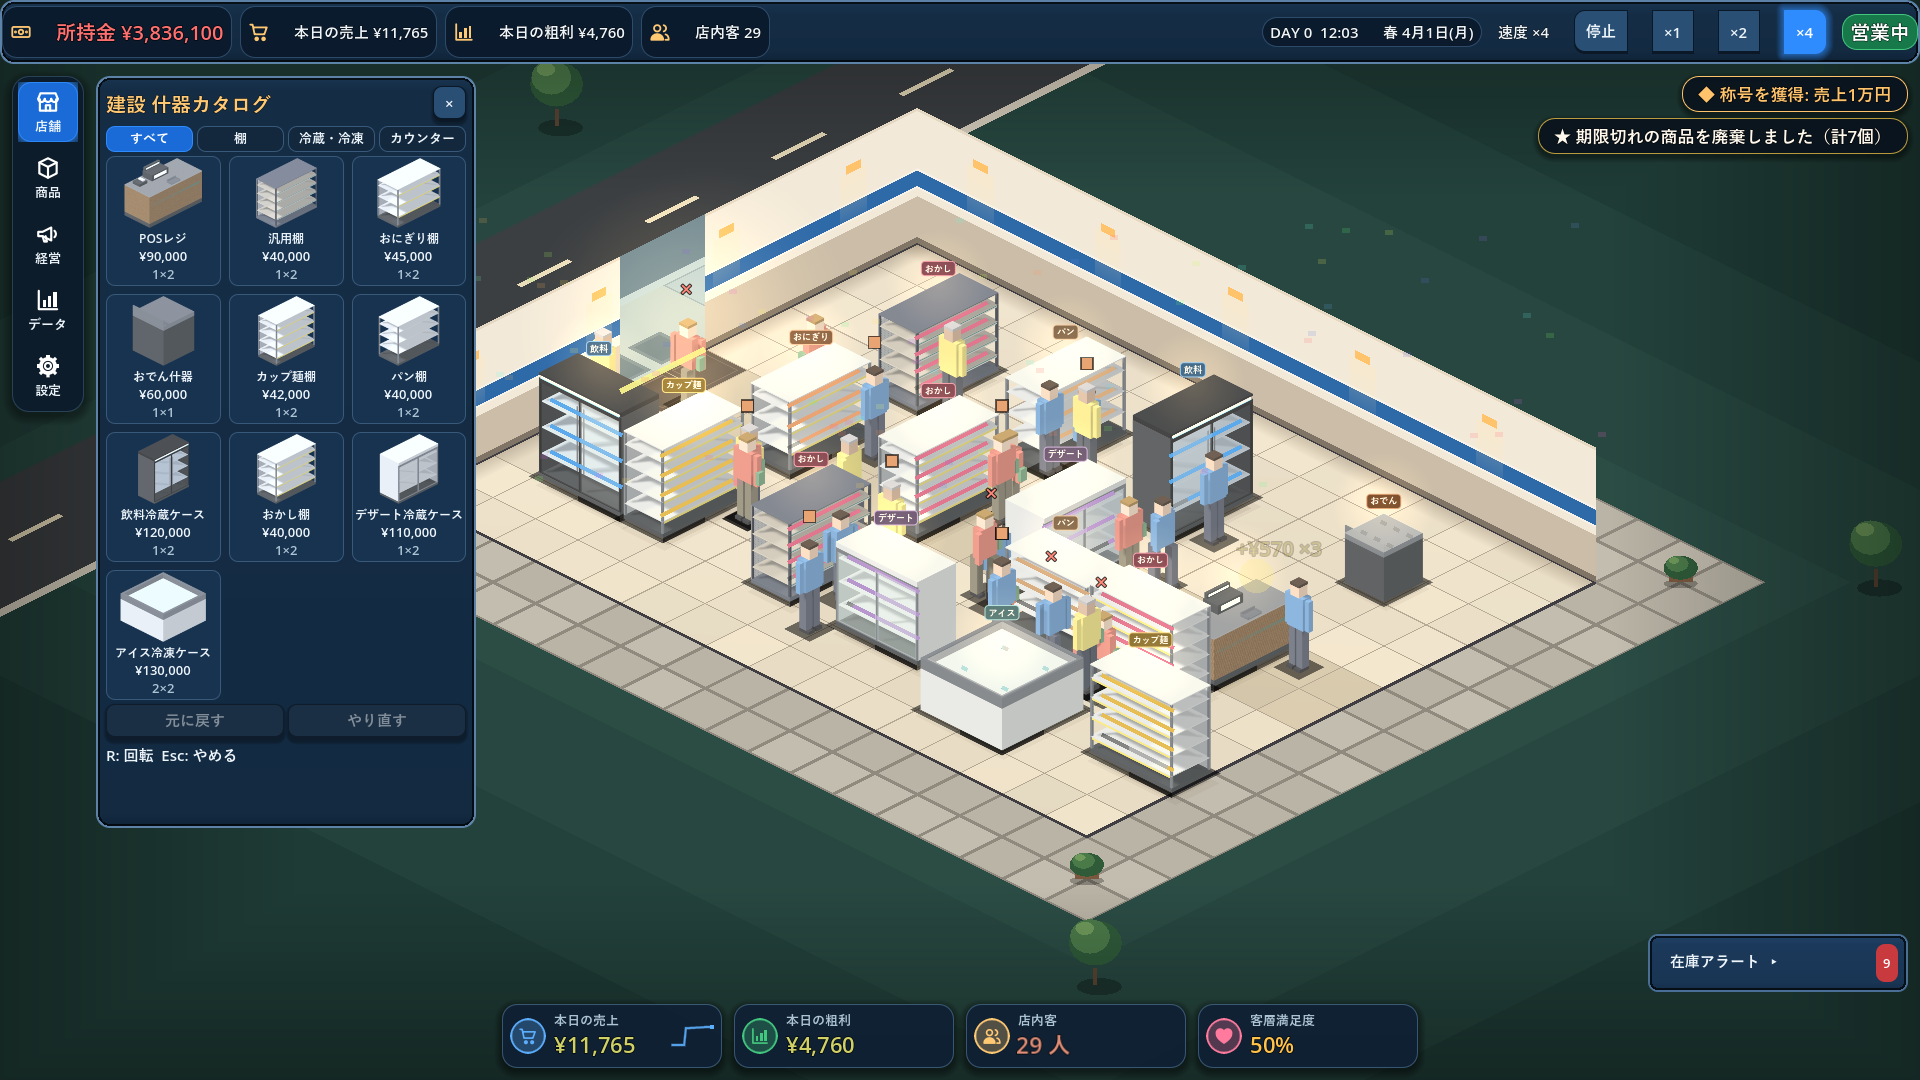 所持金 ¥3,836,100
本日の売上 ¥11,765
本日の粗利 ¥4,760
店内客 29
DAY 0 12:03 春 4月1日(月)
速度 ×4
停止
×1
×2
×4
営業中
◆ 称号を獲得: 売上1万円
★ 期限切れの商品を廃棄しました（計7個）
店舗
商品
経営
データ
設定
建設 什器カタログ
×
すべて
棚
冷蔵・冷凍
カウンター
POSレジ
¥90,000
1×2
汎用棚
¥40,000
1×2
おにぎり棚
¥45,000
1×2
おでん什器
¥60,000
1×1
カップ麺棚
¥42,000
1×2
パン棚
¥40,000
1×2
飲料冷蔵ケース
¥120,000
1×2
おかし棚
¥40,000
1×2
デザート冷蔵ケース
¥110,000
1×2
アイス冷凍ケース
¥130,000
2×2
元に戻す
やり直す
R: 回転 Esc: やめる
おかし
おにぎり
パン
飲料
飲料
カップ麺
おかし
デザート
おかし
おでん
デザート
パン
+¥570 ×3
おかし
アイス
カップ麺
在庫アラート ▸
9
本日の売上
¥11,765
本日の粗利
¥4,760
店内客
29 人
客層満足度
50%